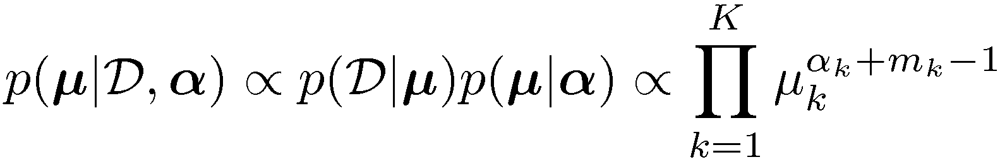 p(𝝁|𝒟, 𝜶) ∝ p(𝒟|𝝁)p(𝝁|𝜶) ∝ ∏_{k=1}^{K} μ_k^{α_k+m_k−1}